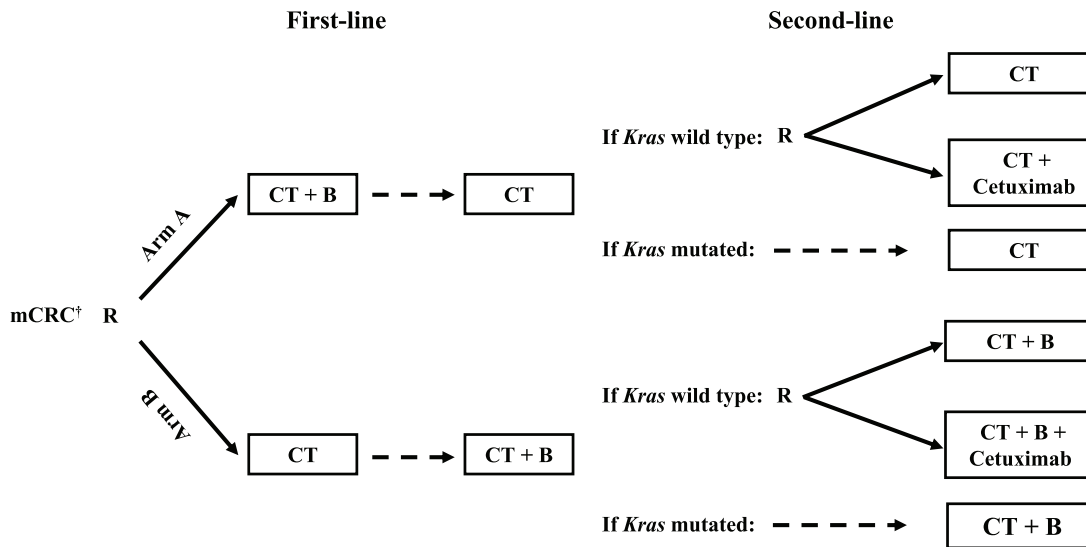 First-line
Second-line
CT
If Kras wild type: R
CT +
Cetuximab
CT + B
CT
Arm A
If Kras mutated:
CT
mCRC† R
CT + B
If Kras wild type: R
Arm B
CT + B +
Cetuximab
CT
CT + B
If Kras mutated:
CT + B